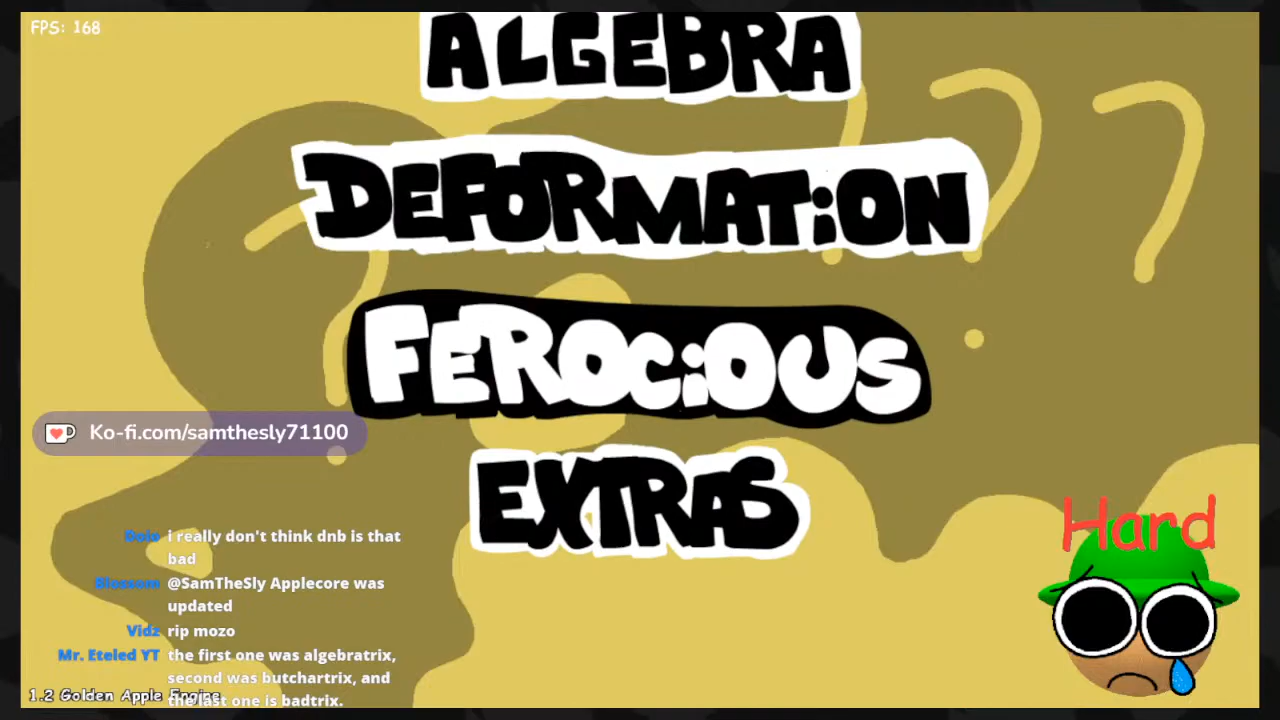 FPS: 168
ALGEBRA
DEFORMATION
FEROCiOUS
EXTRAS
Ko-fi.com/samthesly71100
Hard
i really don't think dnb is that
bad
Blossom @SamTheSly Applecore was
updated
Vidz rip mozo
Mr. Eteled YT the first one was algebratrix,
second was butchartrix, and
the last one is badtrix.
1.2 Golden Apple Engine